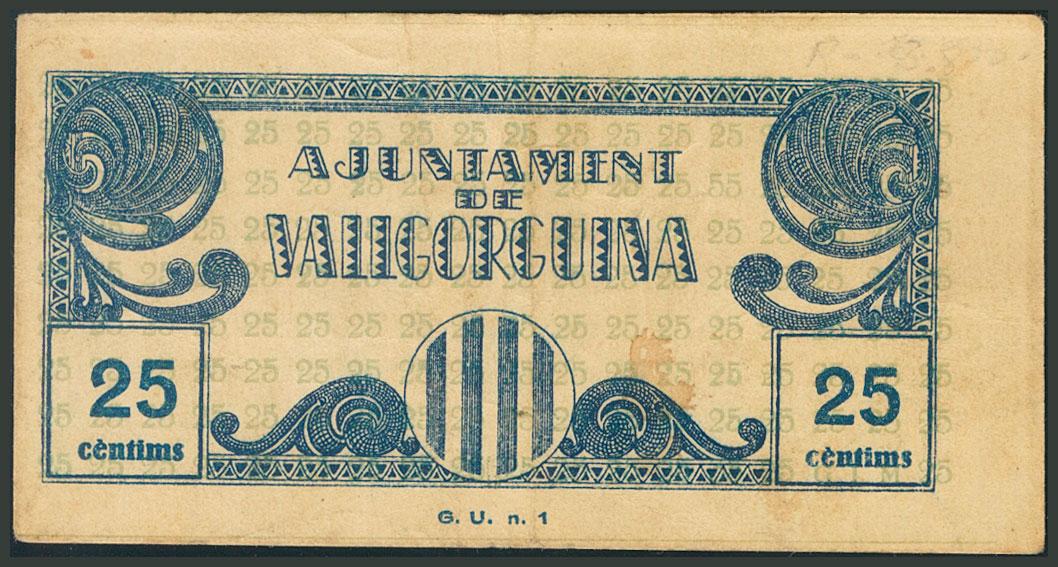 AJUNTAMENT
DE
VALLGORGUINA
25
cèntims
25
cèntims
G. U. n. 1